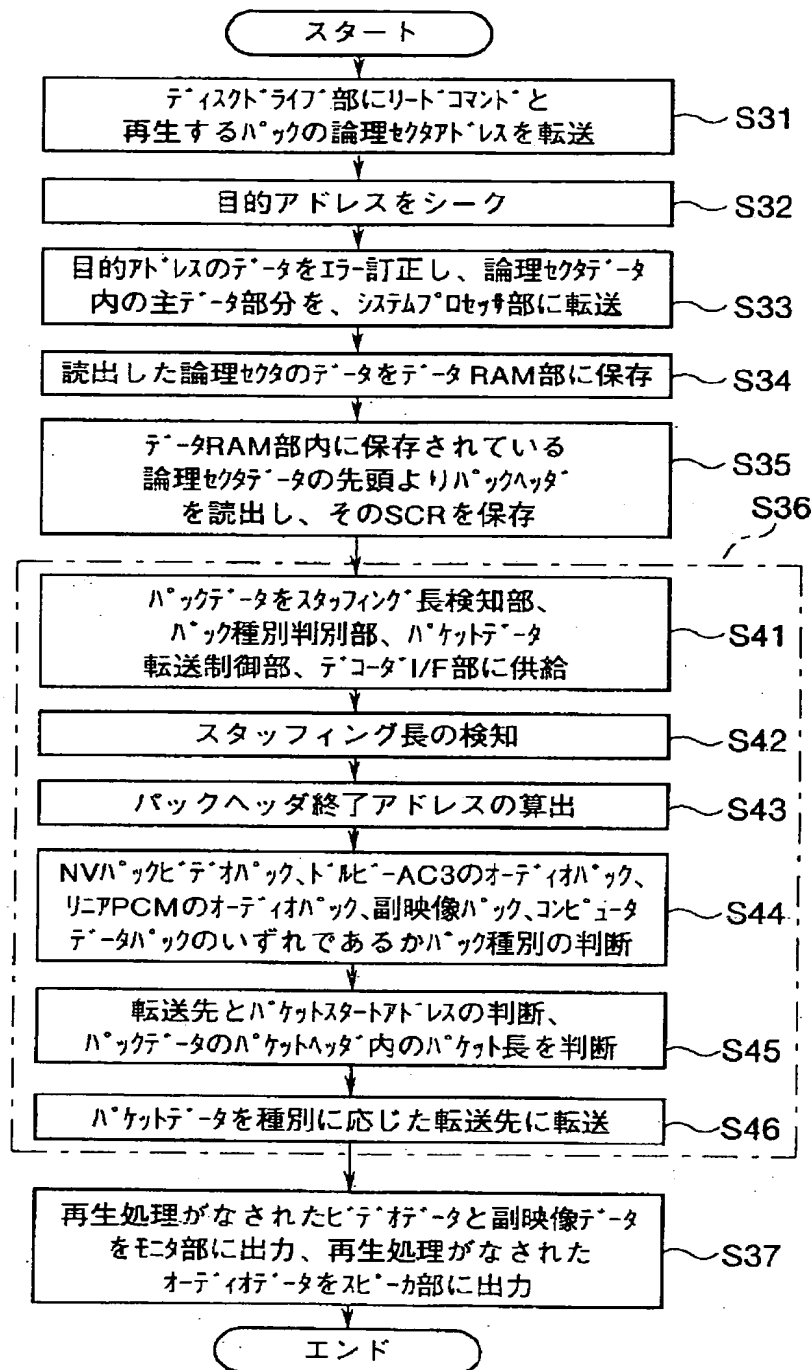 スタート
ディスクドライブ部にリードコマンドと
再生するパックの論理セクタアドレスを転送
S31
目的アドレスをシーク
S32
目的アドレスのデータをエラー訂正し、論理セクタデータ
内の主データ部分を、システムプロセッサ部に転送
S33
読出した論理セクタのデータをデータRAM部に保存
S34
データRAM部内に保存されている
論理セクタデータの先頭よりパックヘッダ
を読出し、そのSCRを保存
S35
S36
パックデータをスタッフィング長検知部、
パック種別判別部、パケットデータ
転送制御部、デコーダI/F部に供給
S41
スタッフィング長の検知
S42
パックヘッダ終了アドレスの算出
S43
NVパックビデオパック、ドルビーAC3のオーディオパック、
リニアPCMのオーディオパック、副映像パック、コンピュータ
データパックのいずれであるかパック種別の判断
S44
転送先とパケットスタートアドレスの判断、
パックデータのパケットヘッダ内のパケット長を判断
S45
パケットデータを種別に応じた転送先に転送
S46
再生処理がなされたビデオデータと副映像データ
をモニタ部に出力、再生処理がなされた
オーディオデータをスピーカ部に出力
S37
エンド